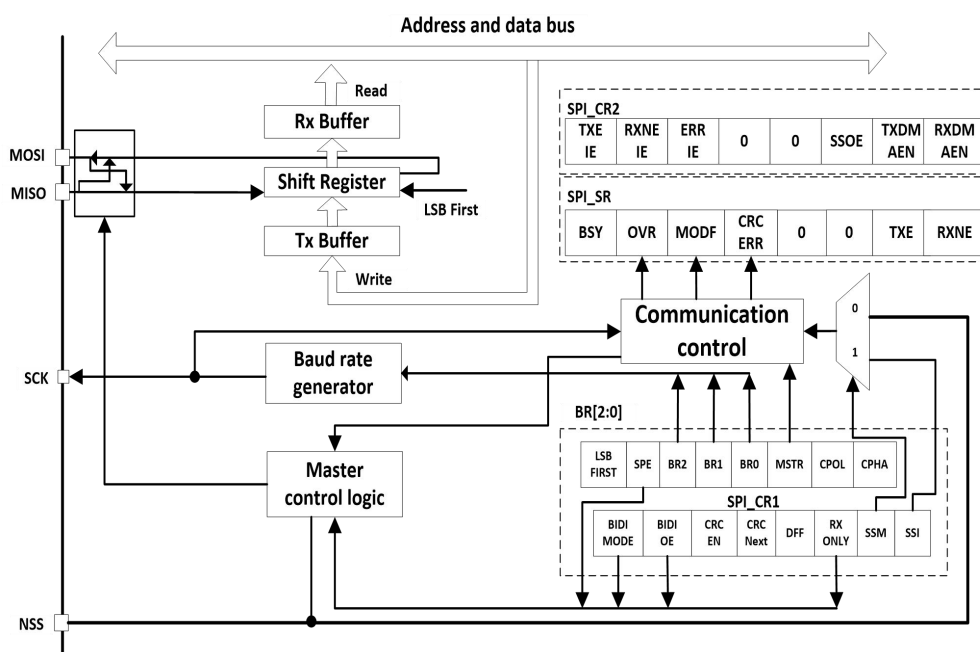 Address and data bus
Read
Rx Buffer
MOSI
MISO
Shift Register
LSB First
Tx Buffer
Write
SPI_CR2
TXE
IE
RXNE
IE
ERR
IE
0
0
SSOE
TXDM
AEN
RXDM
AEN
SPI_SR
BSY
OVR
MODF
CRC
ERR
0
0
TXE
RXNE
Communication
control
0
1
Baud rate
generator
SCK
BR[2:0]
LSB
FIRST
SPE
BR2
BR1
BR0
MSTR
CPOL
CPHA
Master
control logic
SPI_CR1
BIDI
MODE
BIDI
OE
CRC
EN
CRC
Next
DFF
RX
ONLY
SSM
SSI
NSS